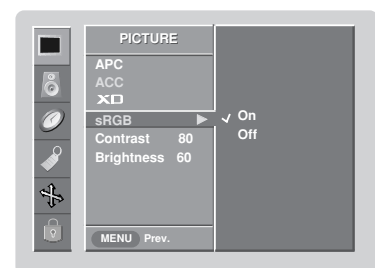 PICTURE
APC
ACC
XD
sRGB
On
Off
Contrast 80
Brightness 60
MENU Prev.